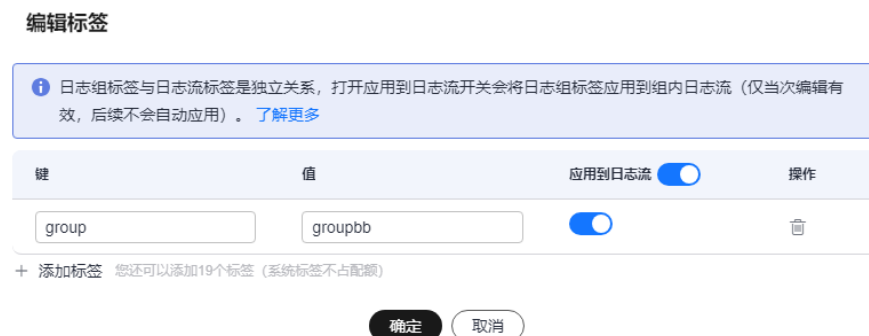 编辑标签
日志组标签与日志流标签是独立关系，打开应用到日志流开关会将日志组标签应用到组内日志流（仅当次编辑有
效，后续不会自动应用）。 了解更多
键 值 应用到日志流 操作
group groupbb
+ 添加标签 您还可以添加19个标签（系统标签不占配额）
确定 取消